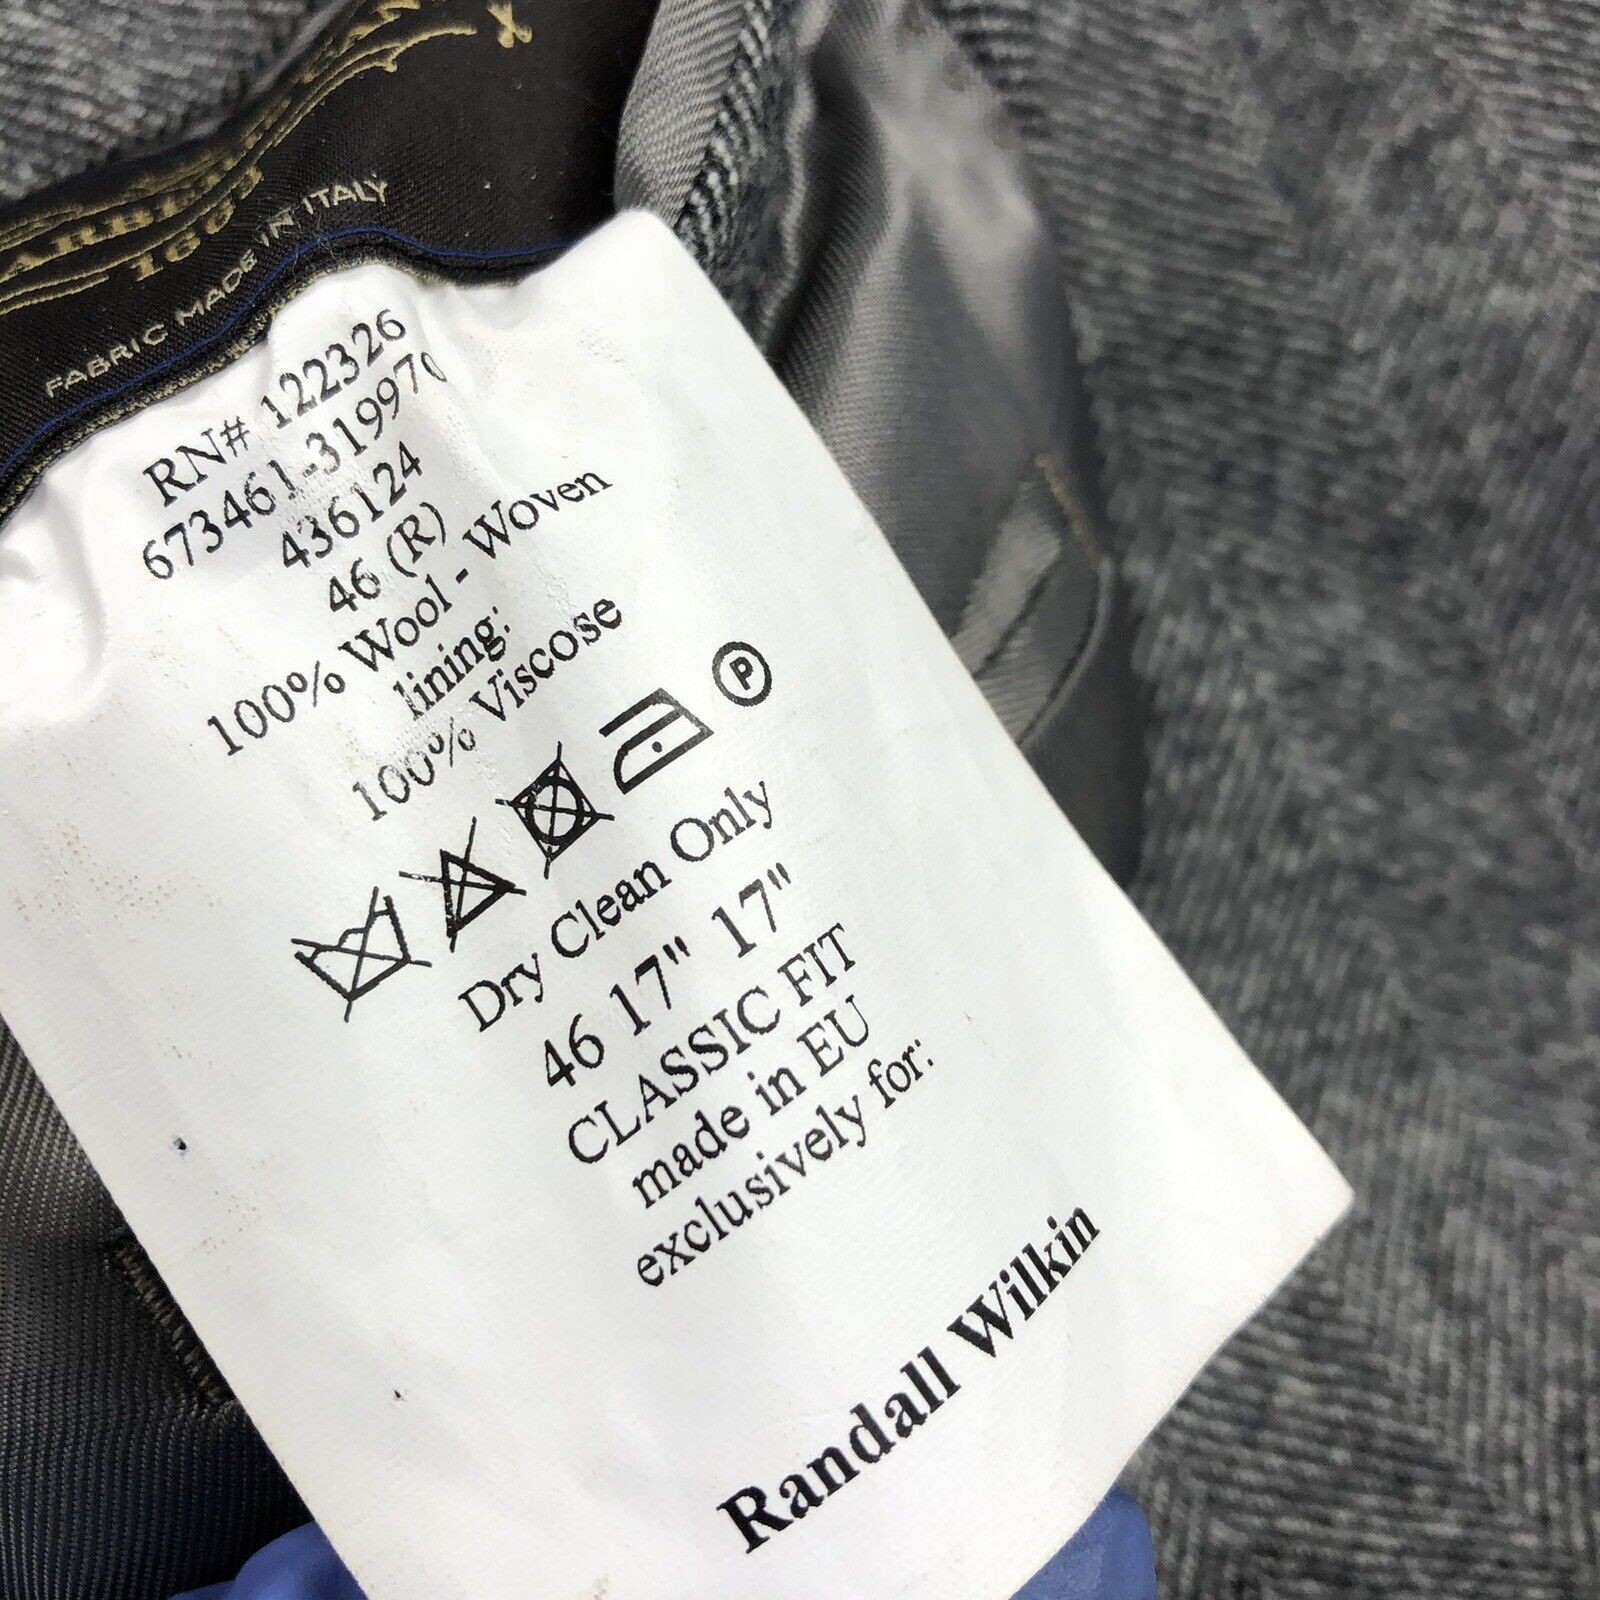 1663
FABRIC MADE IN ITALY
RN# 122326
673461-319970
436124
46 (R)
100% Wool - Woven
lining:
100% Viscose
P
Dry Clean Only
46 17" 17"
CLASSIC FIT
made in EU
exclusively for:
Randall Wilkin